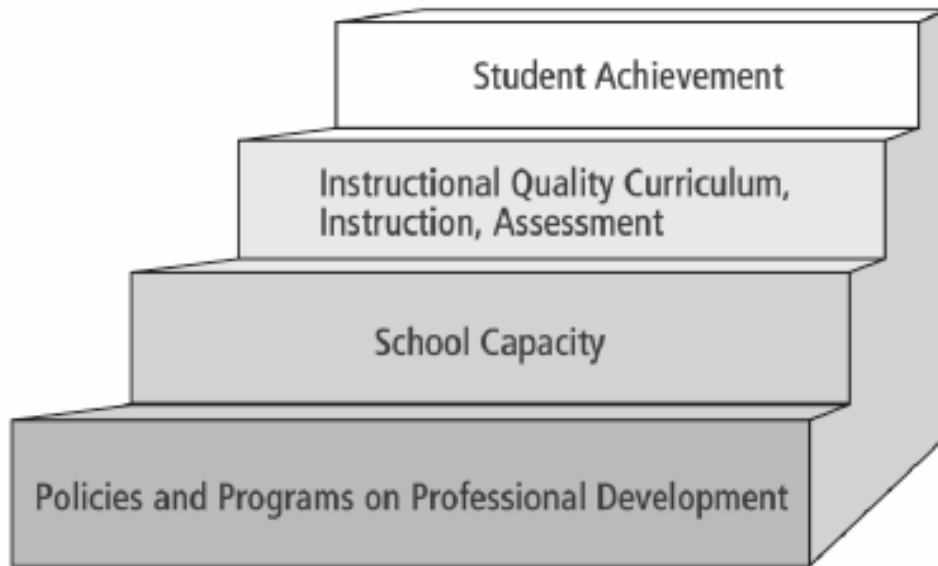 Student Achievement
Instructional Quality Curriculum,
Instruction, Assessment
School Capacity
Policies and Programs on Professional Development